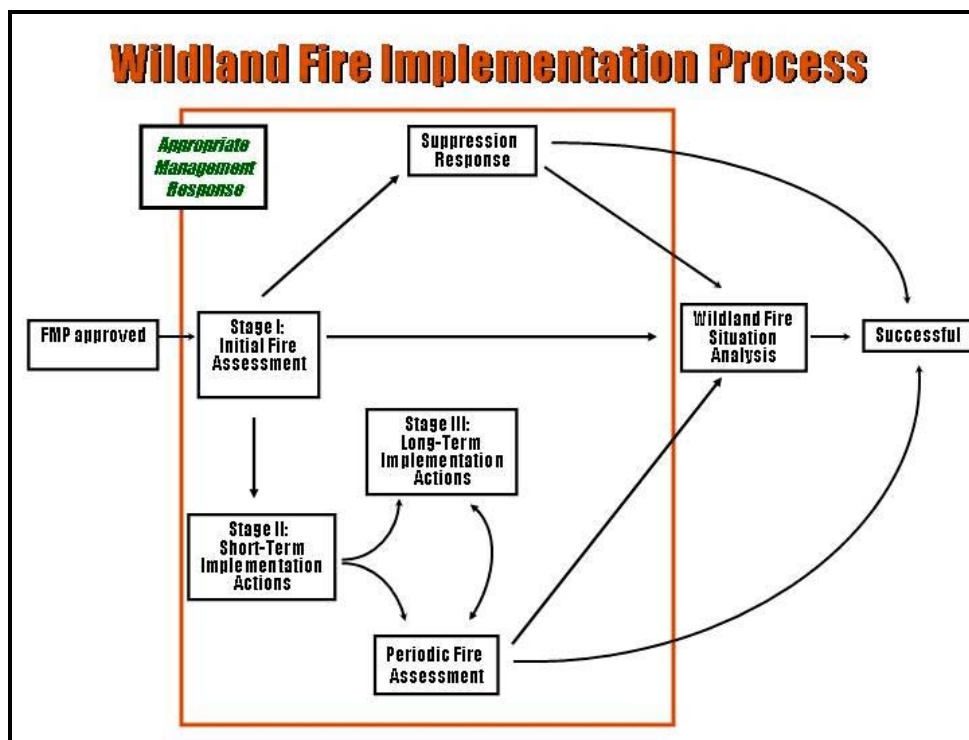 Wildland Fire Implementation Process
Appropriate
Management
Response
Suppression
Response
FMP approved
Stage I:
Initial Fire
Assessment
Wildland Fire
Situation
Analysis
Successful
Stage III:
Long-Term
Implementation
Actions
Stage II:
Short-Term
Implementation
Actions
Periodic Fire
Assessment